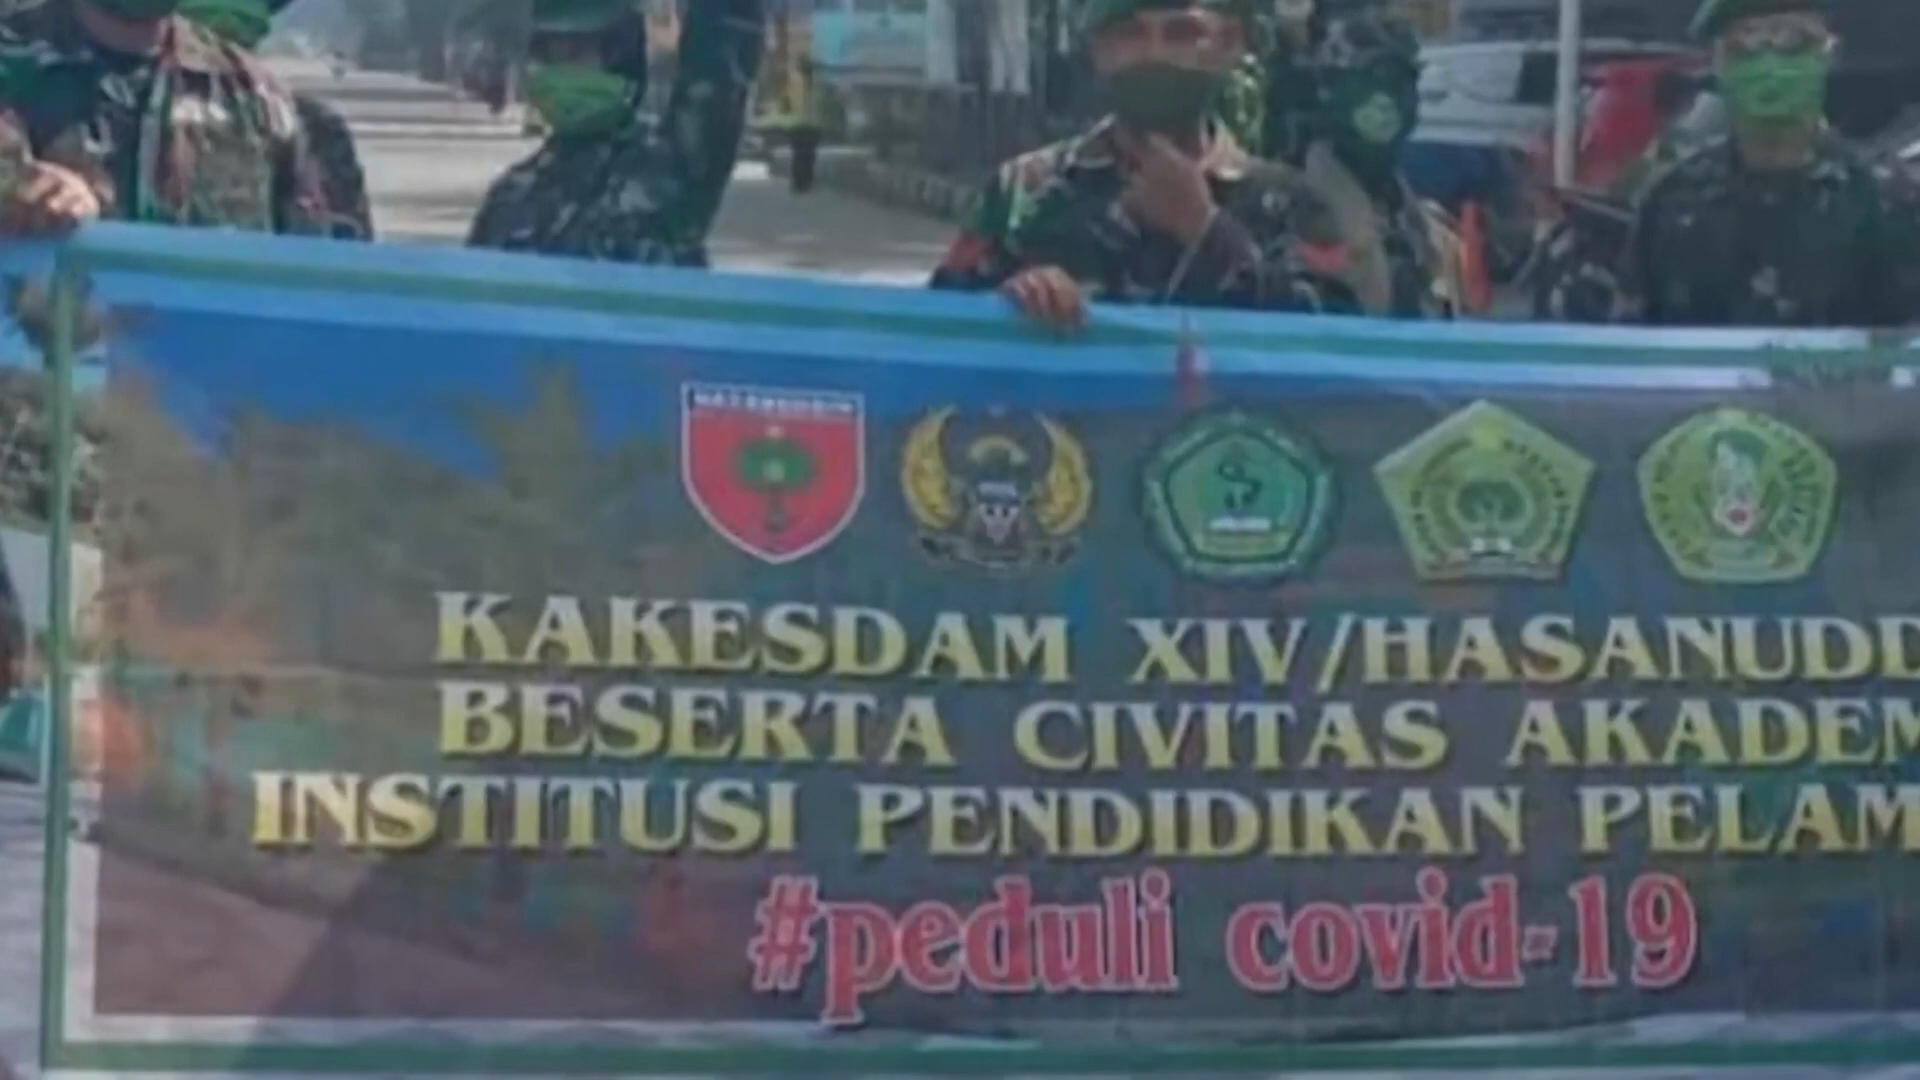 KAKESDAM XIV/HASANUDD
BESERTA CIVITAS AKADEM
INSTITUSI PENDIDIKAN PELAM
#peduli covid-19